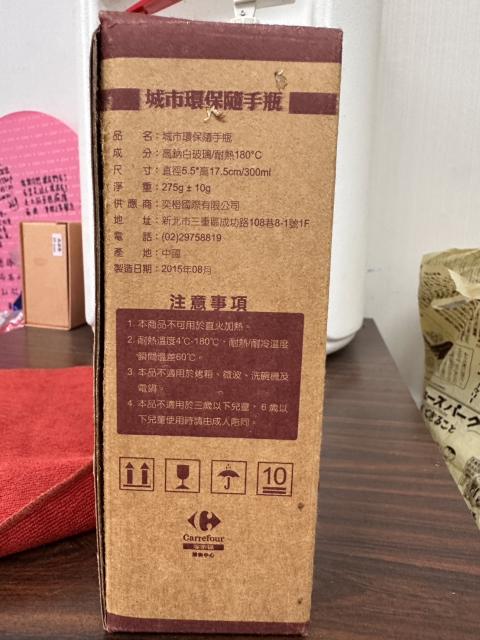 城市環保隨手瓶
品 名：城市環保隨手瓶
成 分：高鈉白玻璃/耐熱180°C
尺 寸：直徑5.5*高17.5cm/300ml
淨 重：275g ± 10g
供應商：奕橙國際有限公司
地 址：新北市三重區成功路108巷8-1號1F
電 話：(02)29758819
產 地：中國
製造日期：2015年08月
注意事項
1. 本商品不可用於直火加熱。
2. 耐熱溫度4℃-180℃，耐熱/耐冷溫度
瞬間溫差60℃。
3. 本品不適用於烤箱、微波、洗碗機及
電鍋。
4. 本品不適用於三歲以下兒童，6歲以
下兒童使用時請由成人陪同。
10
Carrefour
家樂福
ースパーク